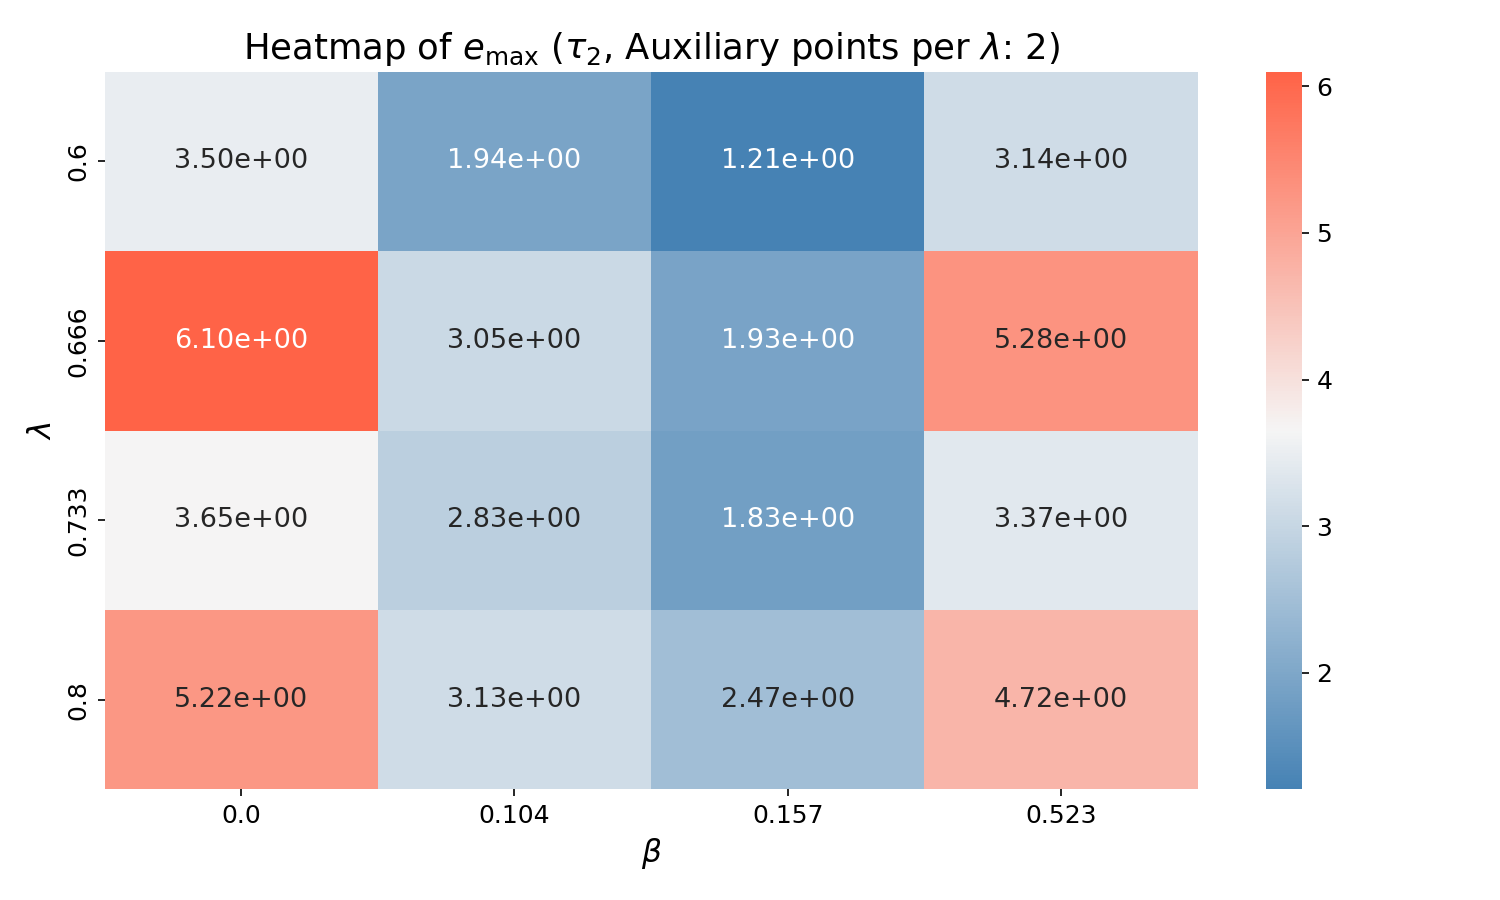 Heatmap of e_max (τ_2, Auxiliary points per λ: 2)
0.6 3.50e+00 1.94e+00 1.21e+00 3.14e+00
0.666 6.10e+00 3.05e+00 1.93e+00 5.28e+00
0.733 3.65e+00 2.83e+00 1.83e+00 3.37e+00
0.8 5.22e+00 3.13e+00 2.47e+00 4.72e+00
λ
0.0 0.104 0.157 0.523
β
6
5
4
3
2